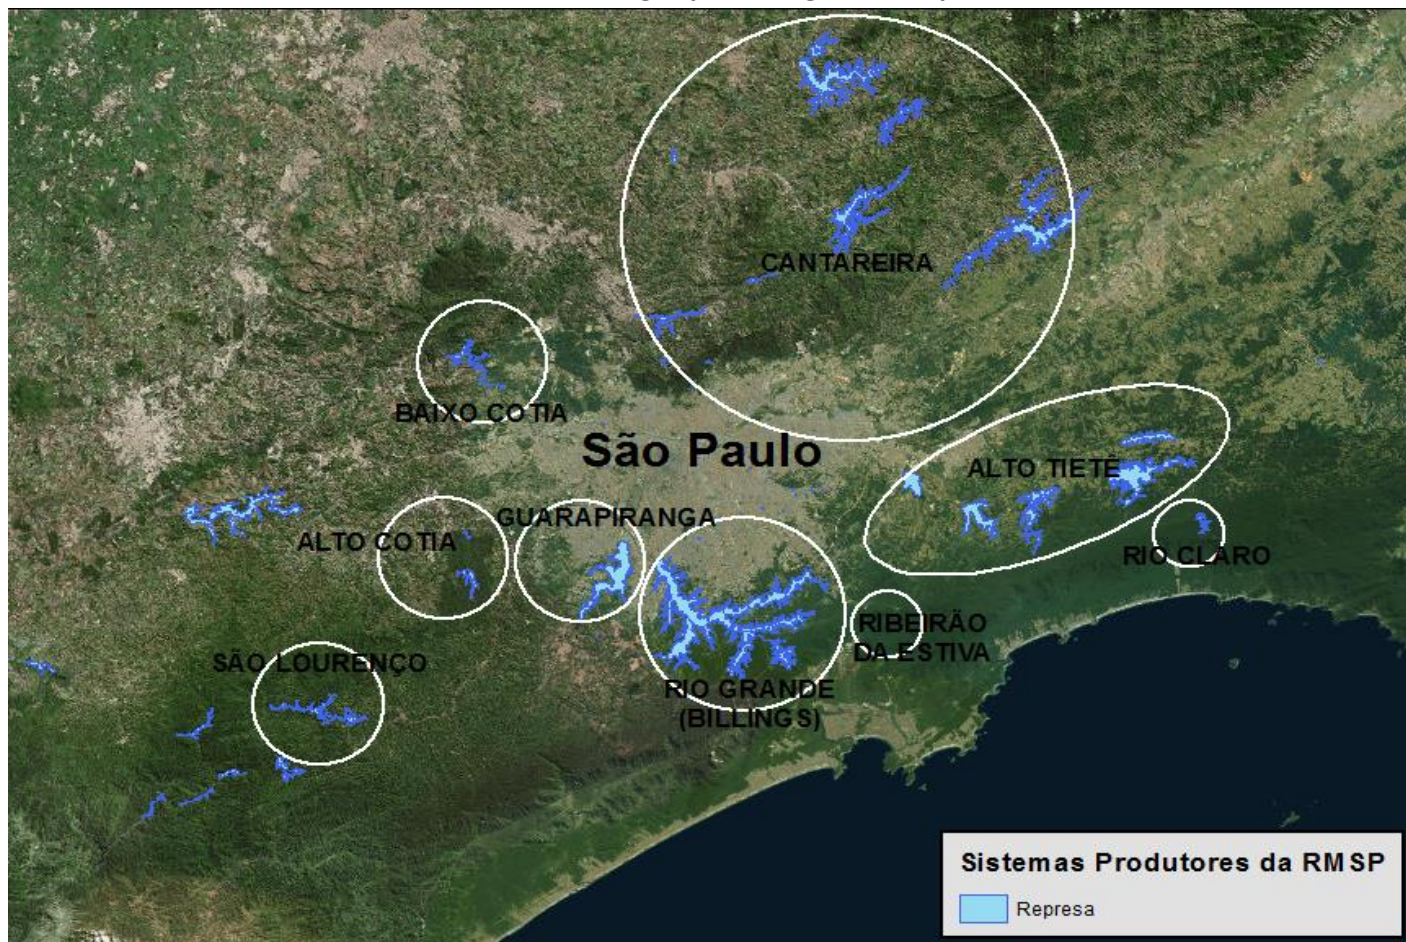 CANTAREIRA
BAIXO COTIA
São Paulo
ALTO TIETÊ
GUARAPIRANGA
ALTO COTIA
RIO CLARO
RIBEIRÃO
DA ESTIVA
SÃO LOURENÇO
RIO GRANDE
(BILLINGS)
Sistemas Produtores da RMSP
Represa